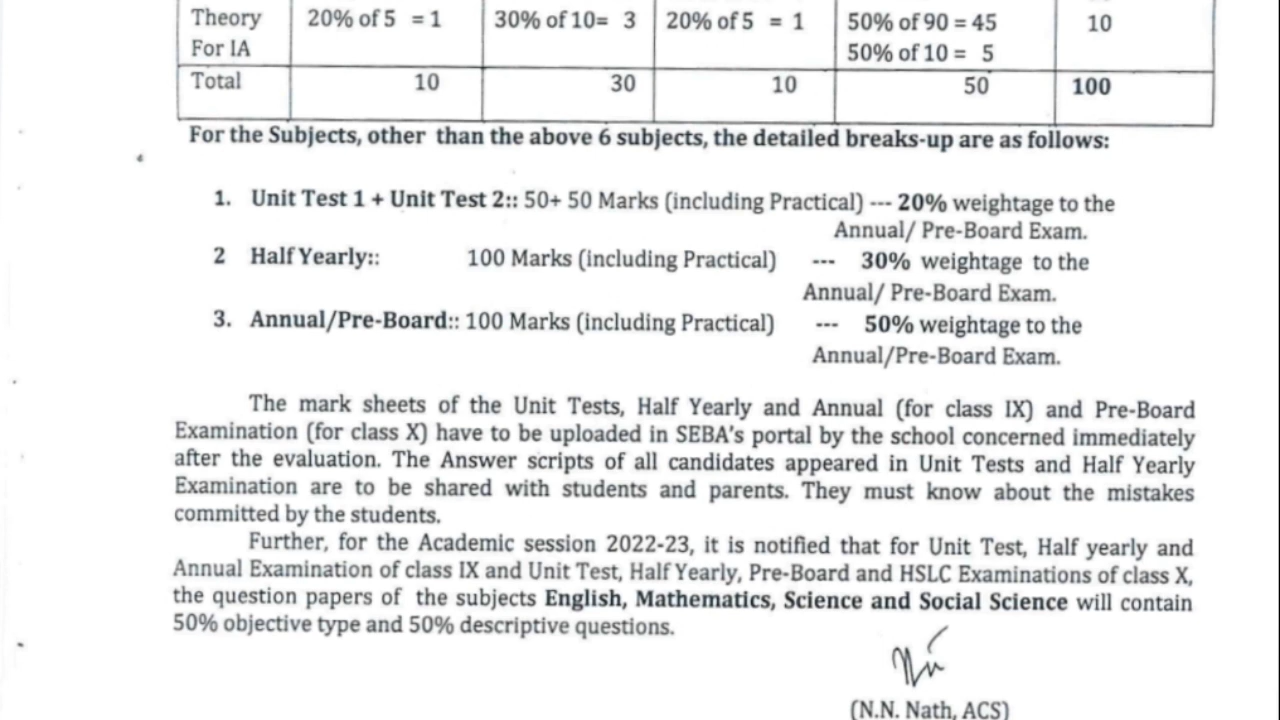 Theory 20% of 5 = 1 30% of 10= 3 20% of 5 = 1 50% of 90 = 45 10
For IA 50% of 10 = 5
Total 10 30 10 50 100
For the Subjects, other than the above 6 subjects, the detailed breaks-up are as follows:
1. Unit Test 1 + Unit Test 2:: 50+ 50 Marks (including Practical) --- 20% weightage to the
Annual/ Pre-Board Exam.
2 Half Yearly:: 100 Marks (including Practical) --- 30% weightage to the
Annual/ Pre-Board Exam.
3. Annual/Pre-Board:: 100 Marks (including Practical) --- 50% weightage to the
Annual/Pre-Board Exam.
The mark sheets of the Unit Tests, Half Yearly and Annual (for class IX) and Pre-Board
Examination (for class X) have to be uploaded in SEBA's portal by the school concerned immediately
after the evaluation. The Answer scripts of all candidates appeared in Unit Tests and Half Yearly
Examination are to be shared with students and parents. They must know about the mistakes
committed by the students.
Further, for the Academic session 2022-23, it is notified that for Unit Test, Half yearly and
Annual Examination of class IX and Unit Test, Half Yearly, Pre-Board and HSLC Examinations of class X,
the question papers of the subjects English, Mathematics, Science and Social Science will contain
50% objective type and 50% descriptive questions.
(N.N. Nath, ACS)